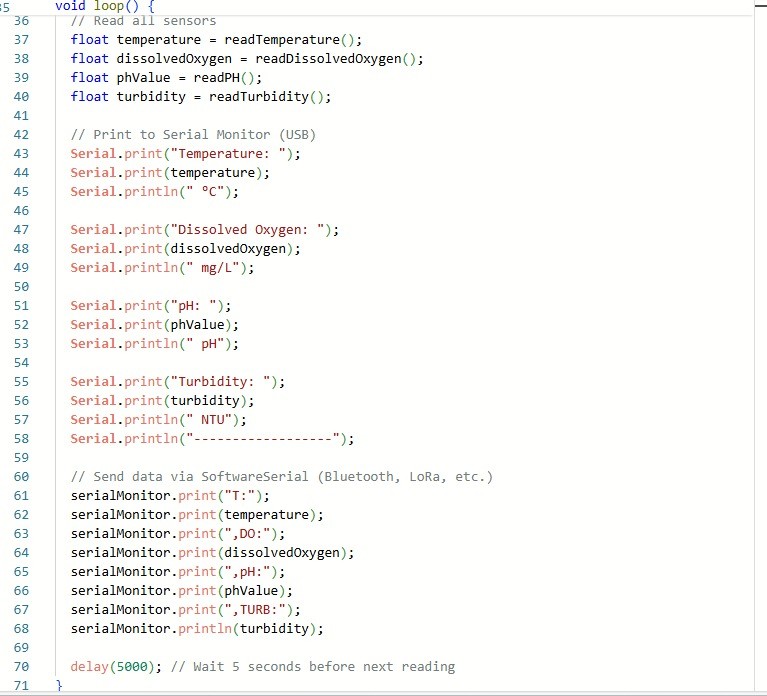 35 void loop() {
36 // Read all sensors
37 float temperature = readTemperature();
38 float dissolvedOxygen = readDissolvedOxygen();
39 float phValue = readPH();
40 float turbidity = readTurbidity();
41
42 // Print to Serial Monitor (USB)
43 Serial.print("Temperature: ");
44 Serial.print(temperature);
45 Serial.println(" ºC");
46
47 Serial.print("Dissolved Oxygen: ");
48 Serial.print(dissolvedOxygen);
49 Serial.println(" mg/L");
50
51 Serial.print("pH: ");
52 Serial.print(phValue);
53 Serial.println(" pH");
54
55 Serial.print("Turbidity: ");
56 Serial.print(turbidity);
57 Serial.println(" NTU");
58 Serial.println("------------------");
59
60 // Send data via SoftwareSerial (Bluetooth, LoRa, etc.)
61 serialMonitor.print("T:");
62 serialMonitor.print(temperature);
63 serialMonitor.print(",DO:");
64 serialMonitor.print(dissolvedOxygen);
65 serialMonitor.print(",pH:");
66 serialMonitor.print(phValue);
67 serialMonitor.print(",TURB:");
68 serialMonitor.println(turbidity);
69
70 delay(5000); // Wait 5 seconds before next reading
71 }